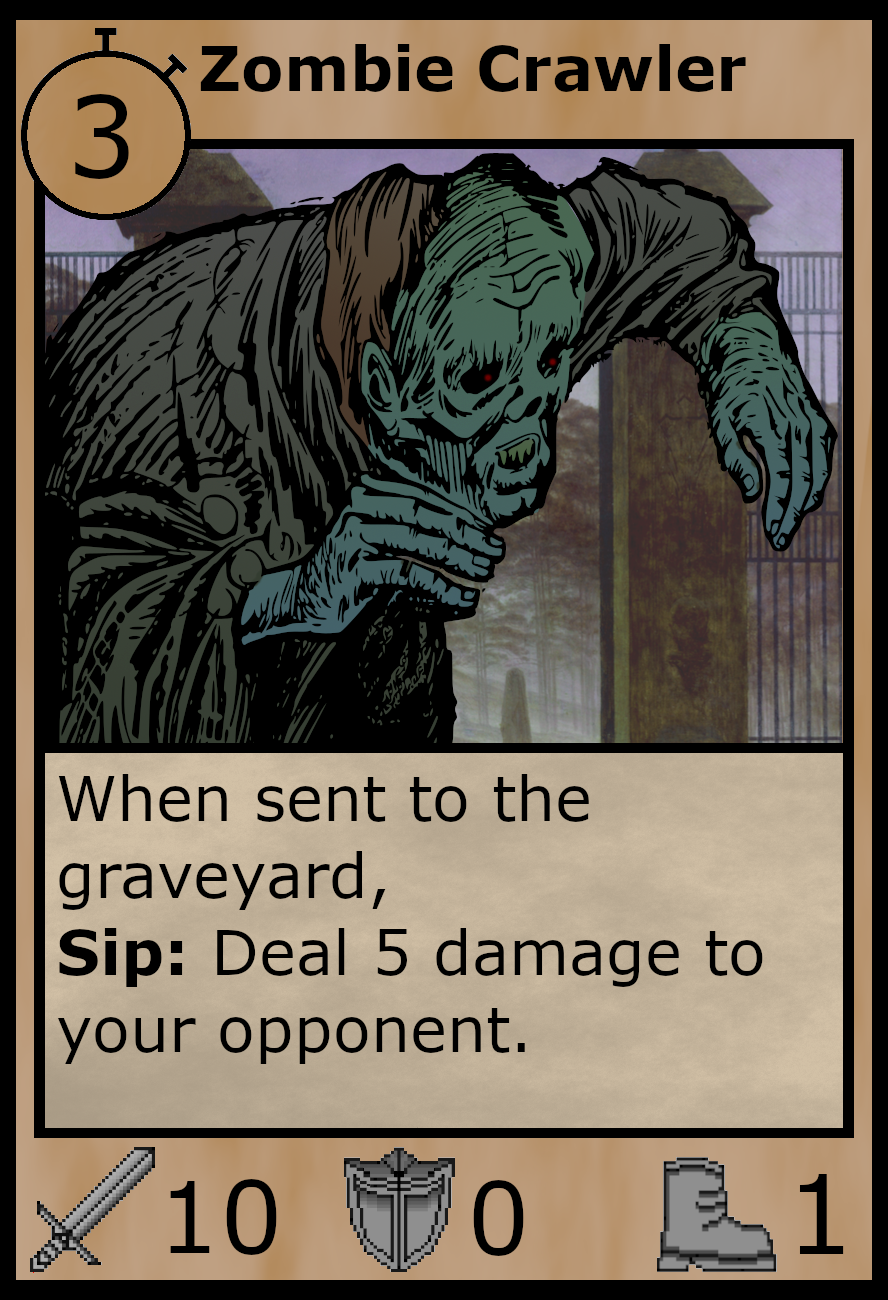 Zombie Crawler
3
When sent to the
graveyard,
Sip: Deal 5 damage to
your opponent.
10 0 1